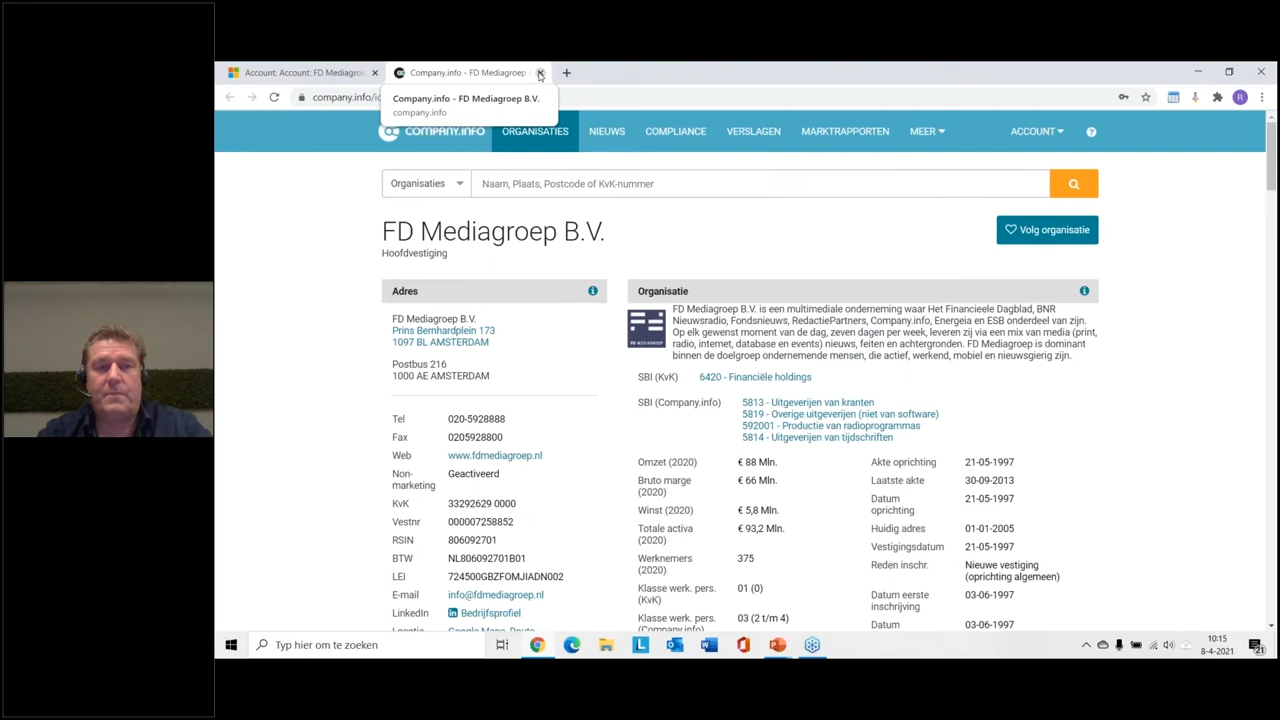 Account: Account: FD Mediagroe
Company.info - FD Mediagroep
company.info/
Company.info - FD Mediagroep B.V.
company.info
COMPANY.INFO
ORGANISATIES
NIEUWS
COMPLIANCE
VERSLAGEN
MARKTRAPPORTEN
MEER
ACCOUNT
Organisaties
Naam, Plaats, Postcode of KvK-nummer
FD Mediagroep B.V.
Hoofdvestiging
Volg organisatie
Adres
FD Mediagroep B.V.
Prins Bernhardplein 173
1097 BL AMSTERDAM
Postbus 216
1000 AE AMSTERDAM
Tel 020-5928888
Fax 0205928800
Web www.fdmediagroep.nl
Non-
marketing
Geactiveerd
KvK 33292629 0000
Vestnr 000007258852
RSIN 806092701
BTW NL806092701B01
LEI 724500GBZFOMJIADN002
E-mail info@fdmediagroep.nl
LinkedIn Bedrijfsprofiel
Locatie Google Maps, Route
Organisatie
FD MEDIAGROEP
FD Mediagroep B.V. is een multimediale onderneming waar Het Financieele Dagblad, BNR
Nieuwsradio, Fondsnieuws, RedactiePartners, Company.info, Energeia en ESB onderdeel van zijn.
Op elk gewenst moment van de dag, zeven dagen per week, leveren zij via een mix van media (print,
radio, internet, database en events) nieuws, feiten en achtergronden. FD Mediagroep is dominant
binnen de doelgroep ondernemende mensen, die actief, werkend, mobiel en nieuwsgierig zijn.
SBI (KvK) 6420 - Financiële holdings
SBI (Company.info) 5813 - Uitgeverijen van kranten
5819 - Overige uitgeverijen (niet van software)
592001 - Productie van radioprogrammas
5814 - Uitgeverijen van tijdschriften
Omzet (2020) € 88 Mln.
Bruto marge
(2020)
€ 66 Mln.
Winst (2020) € 5,8 Mln.
Totale activa
(2020)
€ 93,2 Mln.
Werknemers
(2020)
375
Klasse werk. pers.
(KvK)
01 (0)
Klasse werk. pers.
(Company.info)
03 (2 t/m 4)
Akte oprichting 21-05-1997
Laatste akte 30-09-2013
Datum
oprichting
21-05-1997
Huidig adres 01-01-2005
Vestigingsdatum 21-05-1997
Reden inschr. Nieuwe vestiging
(oprichting algemeen)
Datum eerste
inschrijving
03-06-1997
Datum 03-06-1997
Typ hier om te zoeken
10:15
8-4-2021
21